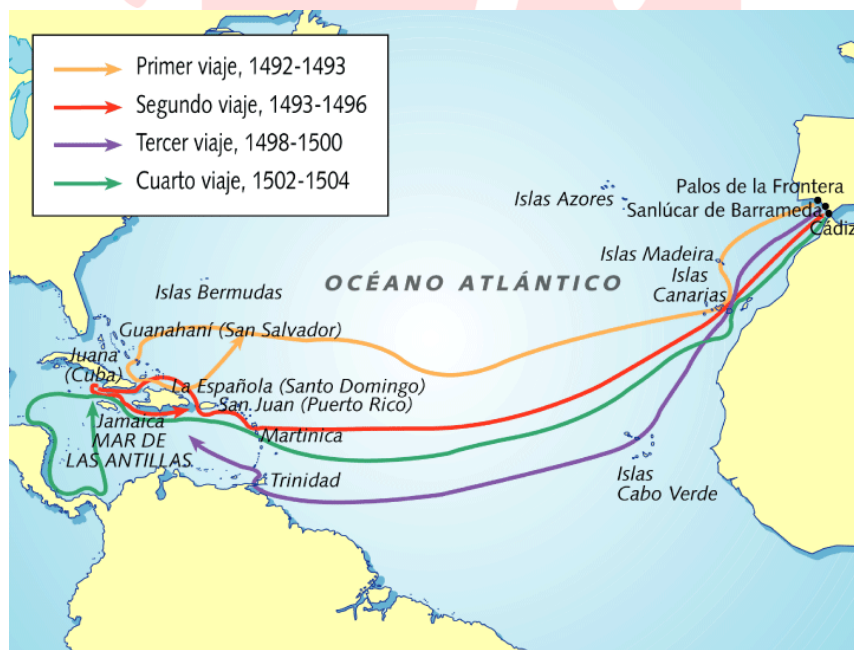 Primer viaje, 1492-1493
Segundo viaje, 1493-1496
Tercer viaje, 1498-1500
Cuarto viaje, 1502-1504
Islas Azores
Palos de la Frontera
Sanlúcar de Barrameda
Cádiz
Islas Madeira
Islas
Canarias
OCÉANO ATLÁNTICO
Islas Bermudas
Guanahaní (San Salvador)
Juana
(Cuba)
La Española (Santo Domingo)
San Juan (Puerto Rico)
Jamaica
MAR DE
LAS ANTILLAS
Martinica
Trinidad
Islas
Cabo Verde